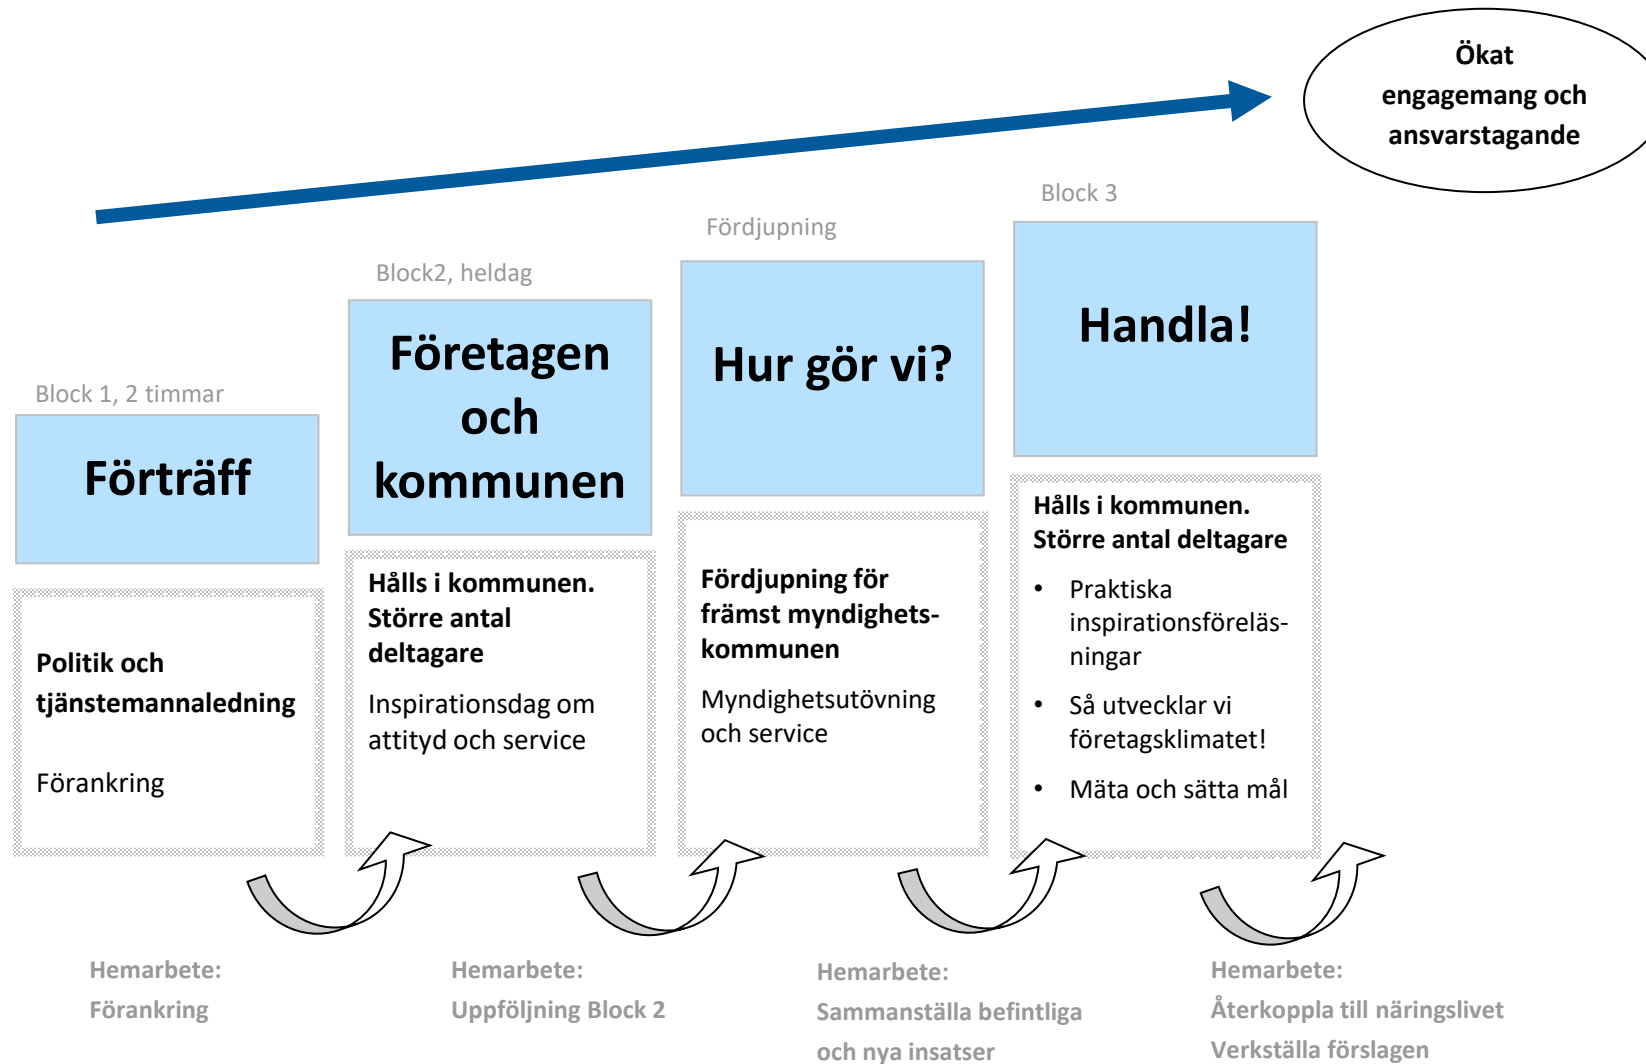 Ökat
engagemang och
ansvarstagande
Block 1, 2 timmar
Förträff
Politik och
tjänstemannaledning
Förankring
Block2, heldag
Företagen
och
kommunen
Hålls i kommunen.
Större antal
deltagare
Inspirationsdag om
attityd och service
Fördjupning
Hur gör vi?
Fördjupning för
främst myndighets-
kommunen
Myndighetsutövning
och service
Block 3
Handla!
Hålls i kommunen.
Större antal deltagare
• Praktiska
inspirationsföreläs-
ningar
• Så utvecklar vi
företagsklimatet!
• Mäta och sätta mål
Hemarbete:
Förankring
Hemarbete:
Uppföljning Block 2
Hemarbete:
Sammanställa befintliga
och nya insatser
Hemarbete:
Återkoppla till näringslivet
Verkställa förslagen